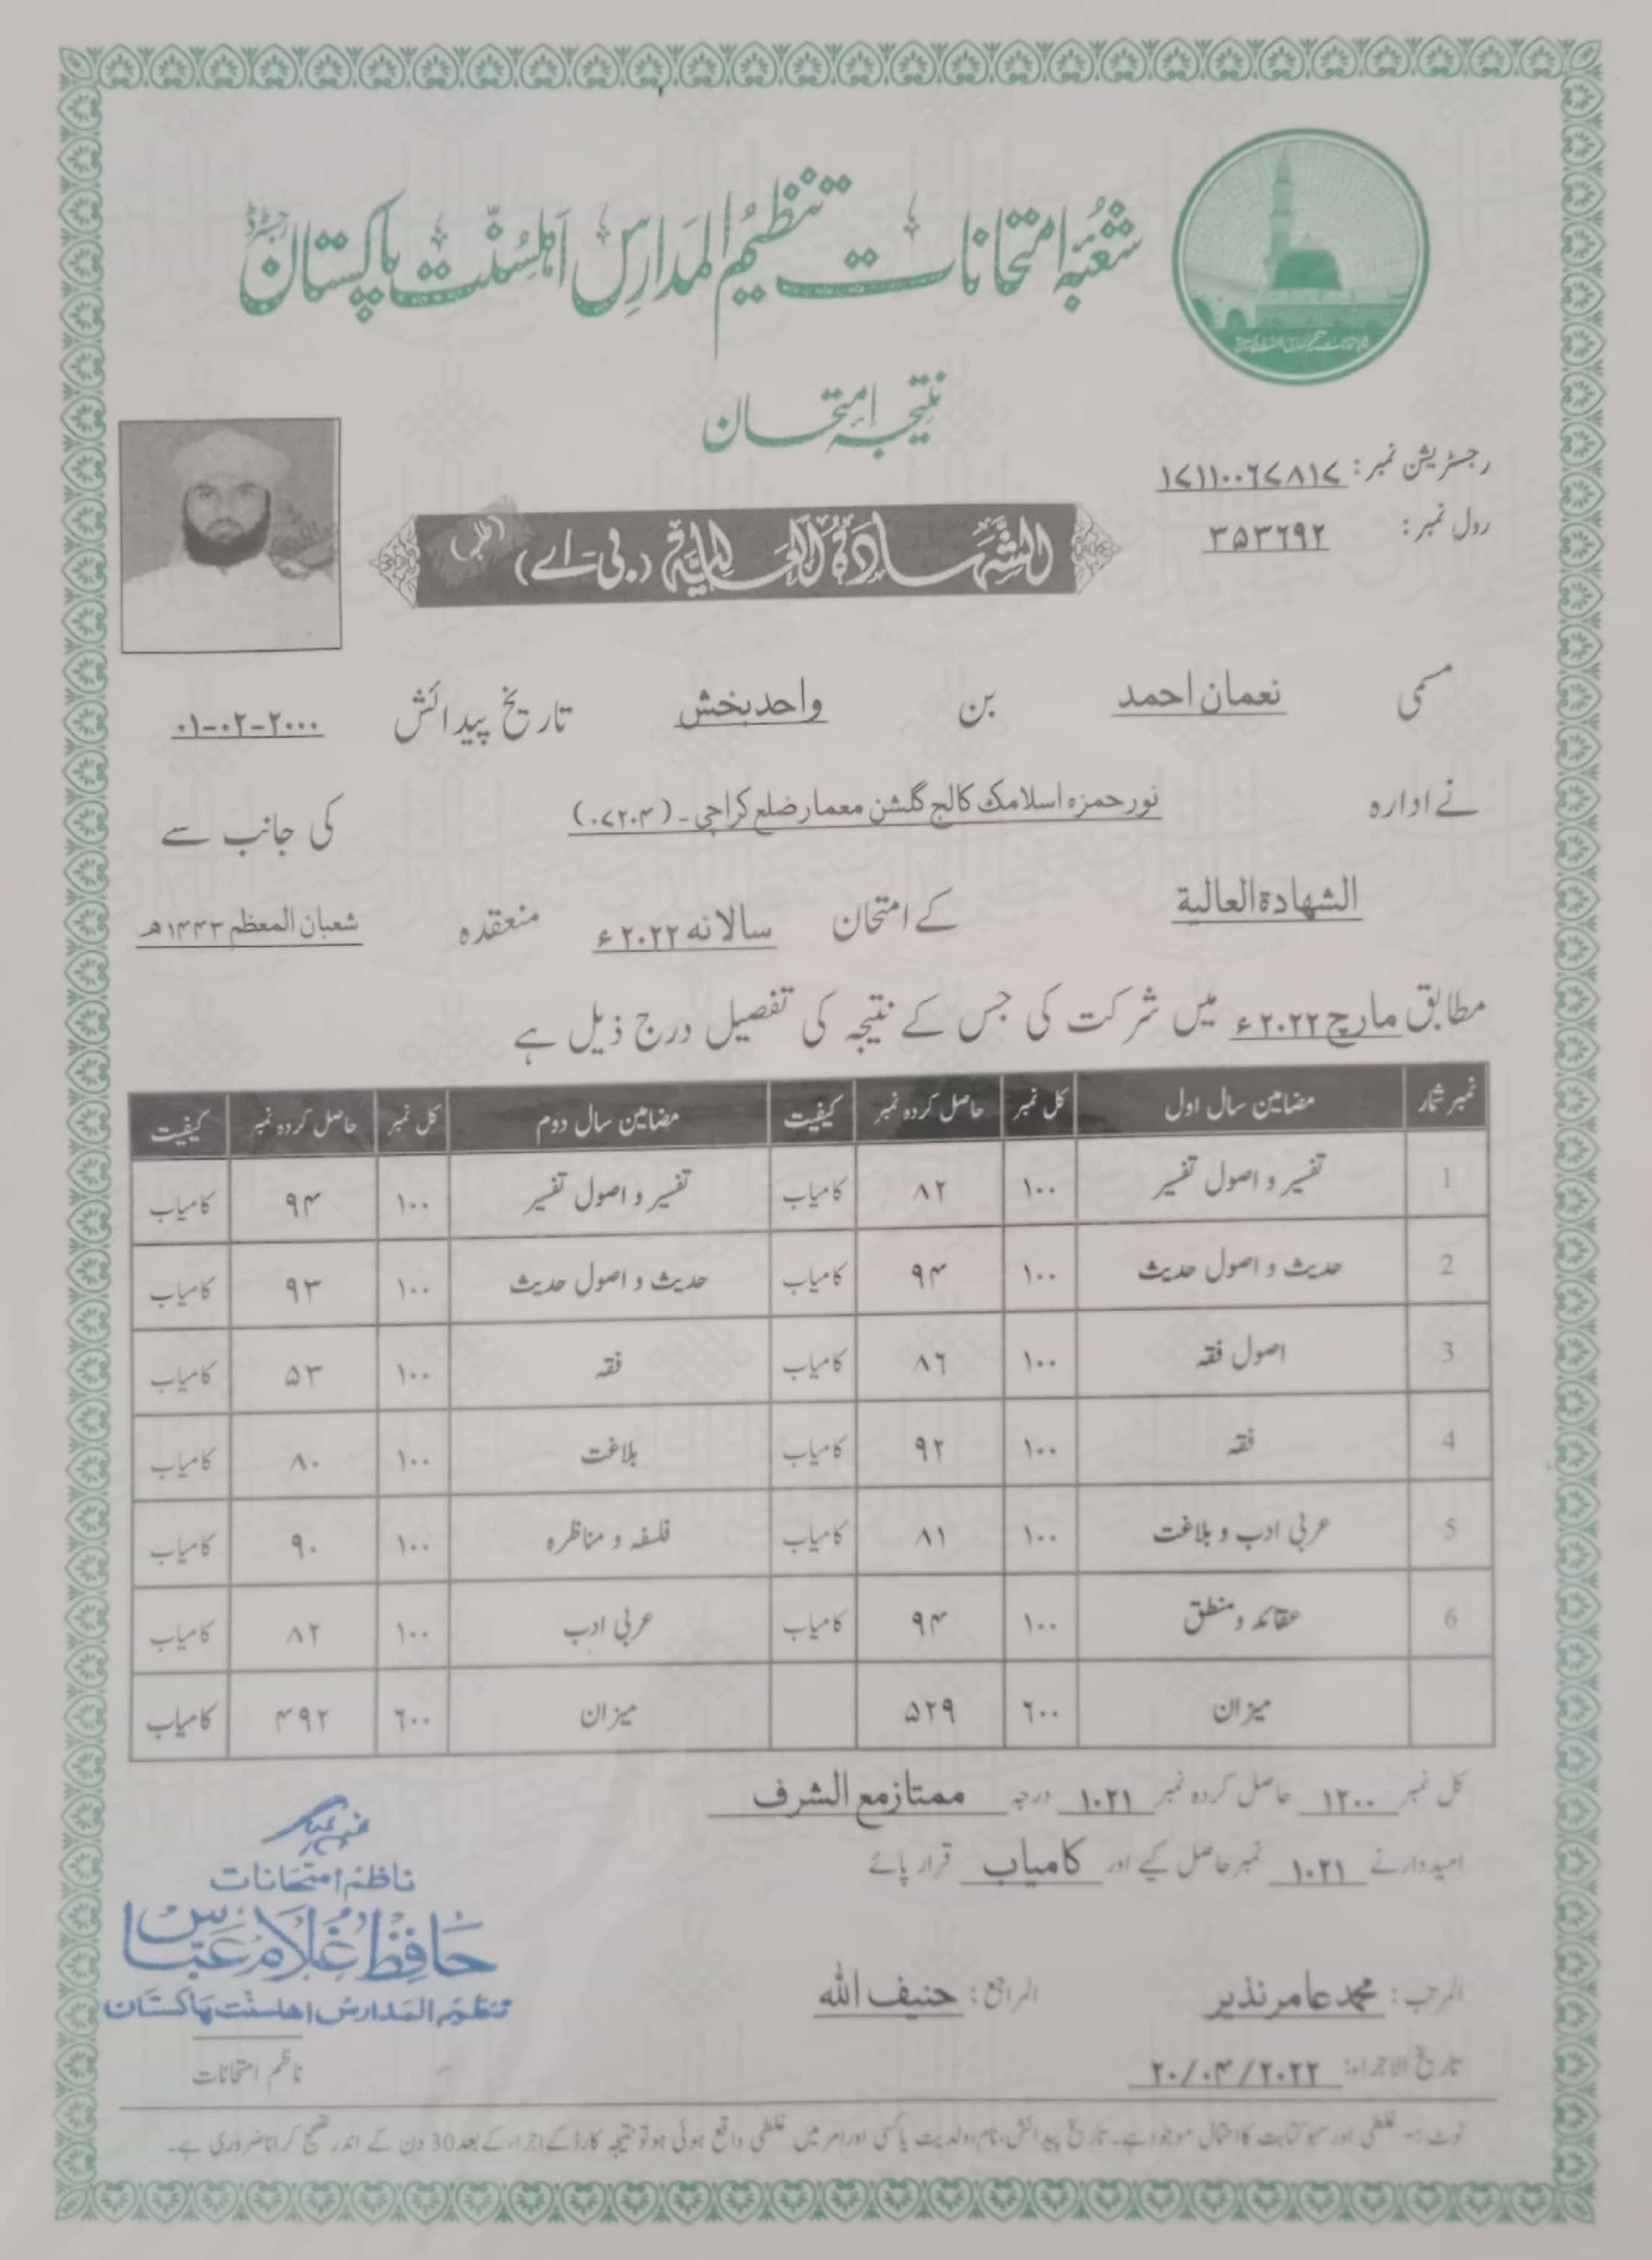 شعبہ امتحانات تنظیم المدارس اہلسنت پاکستان رجسٹرڈ
نتیجہ امتحان
رجسٹریشن نمبر: ۱۷۱۱۰۰۶۷۸۱۷
رول نمبر: ۳۵۳۶۹۲
الشهادة العالية (بی-اے) (طلبہ)
مسمی نعمان احمد بن واحد بخش تاریخ پیدائش ۰۱-۰۲-۲۰۰۰
نے ادارہ نور حمزہ اسلامک کالج گلشن معمار ضلع کراچی۔ (۰۷۲۰۴) کی جانب سے
الشهادة العالية کے امتحان سالانہ ۲۰۲۲ء منعقدہ شعبان المعظم ۱۴۴۳ھ
مطابق مارچ ۲۰۲۲ء میں شرکت کی جس کے نتیجہ کی تفصیل درج ذیل ہے
نمبر شمار مضامین سال اول کل نمبر حاصل کردہ نمبر کیفیت مضامین سال دوم کل نمبر حاصل کردہ نمبر کیفیت
1 تفسیر و اصول تفسیر ۱۰۰ ۸۲ کامیاب تفسیر و اصول تفسیر ۱۰۰ ۹۴ کامیاب
2 حدیث و اصول حدیث ۱۰۰ ۹۴ کامیاب حدیث و اصول حدیث ۱۰۰ ۹۳ کامیاب
3 اصول فقہ ۱۰۰ ۸۶ کامیاب فقہ ۱۰۰ ۵۳ کامیاب
4 فقہ ۱۰۰ ۹۲ کامیاب بلاغت ۱۰۰ ۸۰ کامیاب
5 عربی ادب و بلاغت ۱۰۰ ۸۱ کامیاب فلسفہ و مناظرہ ۱۰۰ ۹۰ کامیاب
6 عقائد و منطق ۱۰۰ ۹۴ کامیاب عربی ادب ۱۰۰ ۸۲ کامیاب
میزان ۶۰۰ ۵۲۹ میزان ۶۰۰ ۴۹۲ کامیاب
کل نمبر ۱۲۰۰ حاصل کردہ نمبر ۱۰۲۱ درجہ ممتاز مع الشرف
امیدوار نے ۱۰۲۱ نمبر حاصل کیے اور کامیاب قرار پائے
ناظم امتحانات
حافظ غلام عباس
تنظیم المدارس اہلسنت پاکستان
المرتب: محمد عامر نذیر المراجع: حنیف اللہ
تاریخ الاجراء: ۲۰/۰۴/۲۰۲۲
ناظم امتحانات
نوٹ:- غلطی اور سہو کتابت کا احتمال موجود ہے۔ تاریخ پیدائش، نام، ولدیت یا کسی اور امر میں غلطی واقع ہوئی ہو تو نتیجہ کارڈ کے اجراء کے بعد 30 دن کے اندر تصحیح کرانا ضروری ہے۔